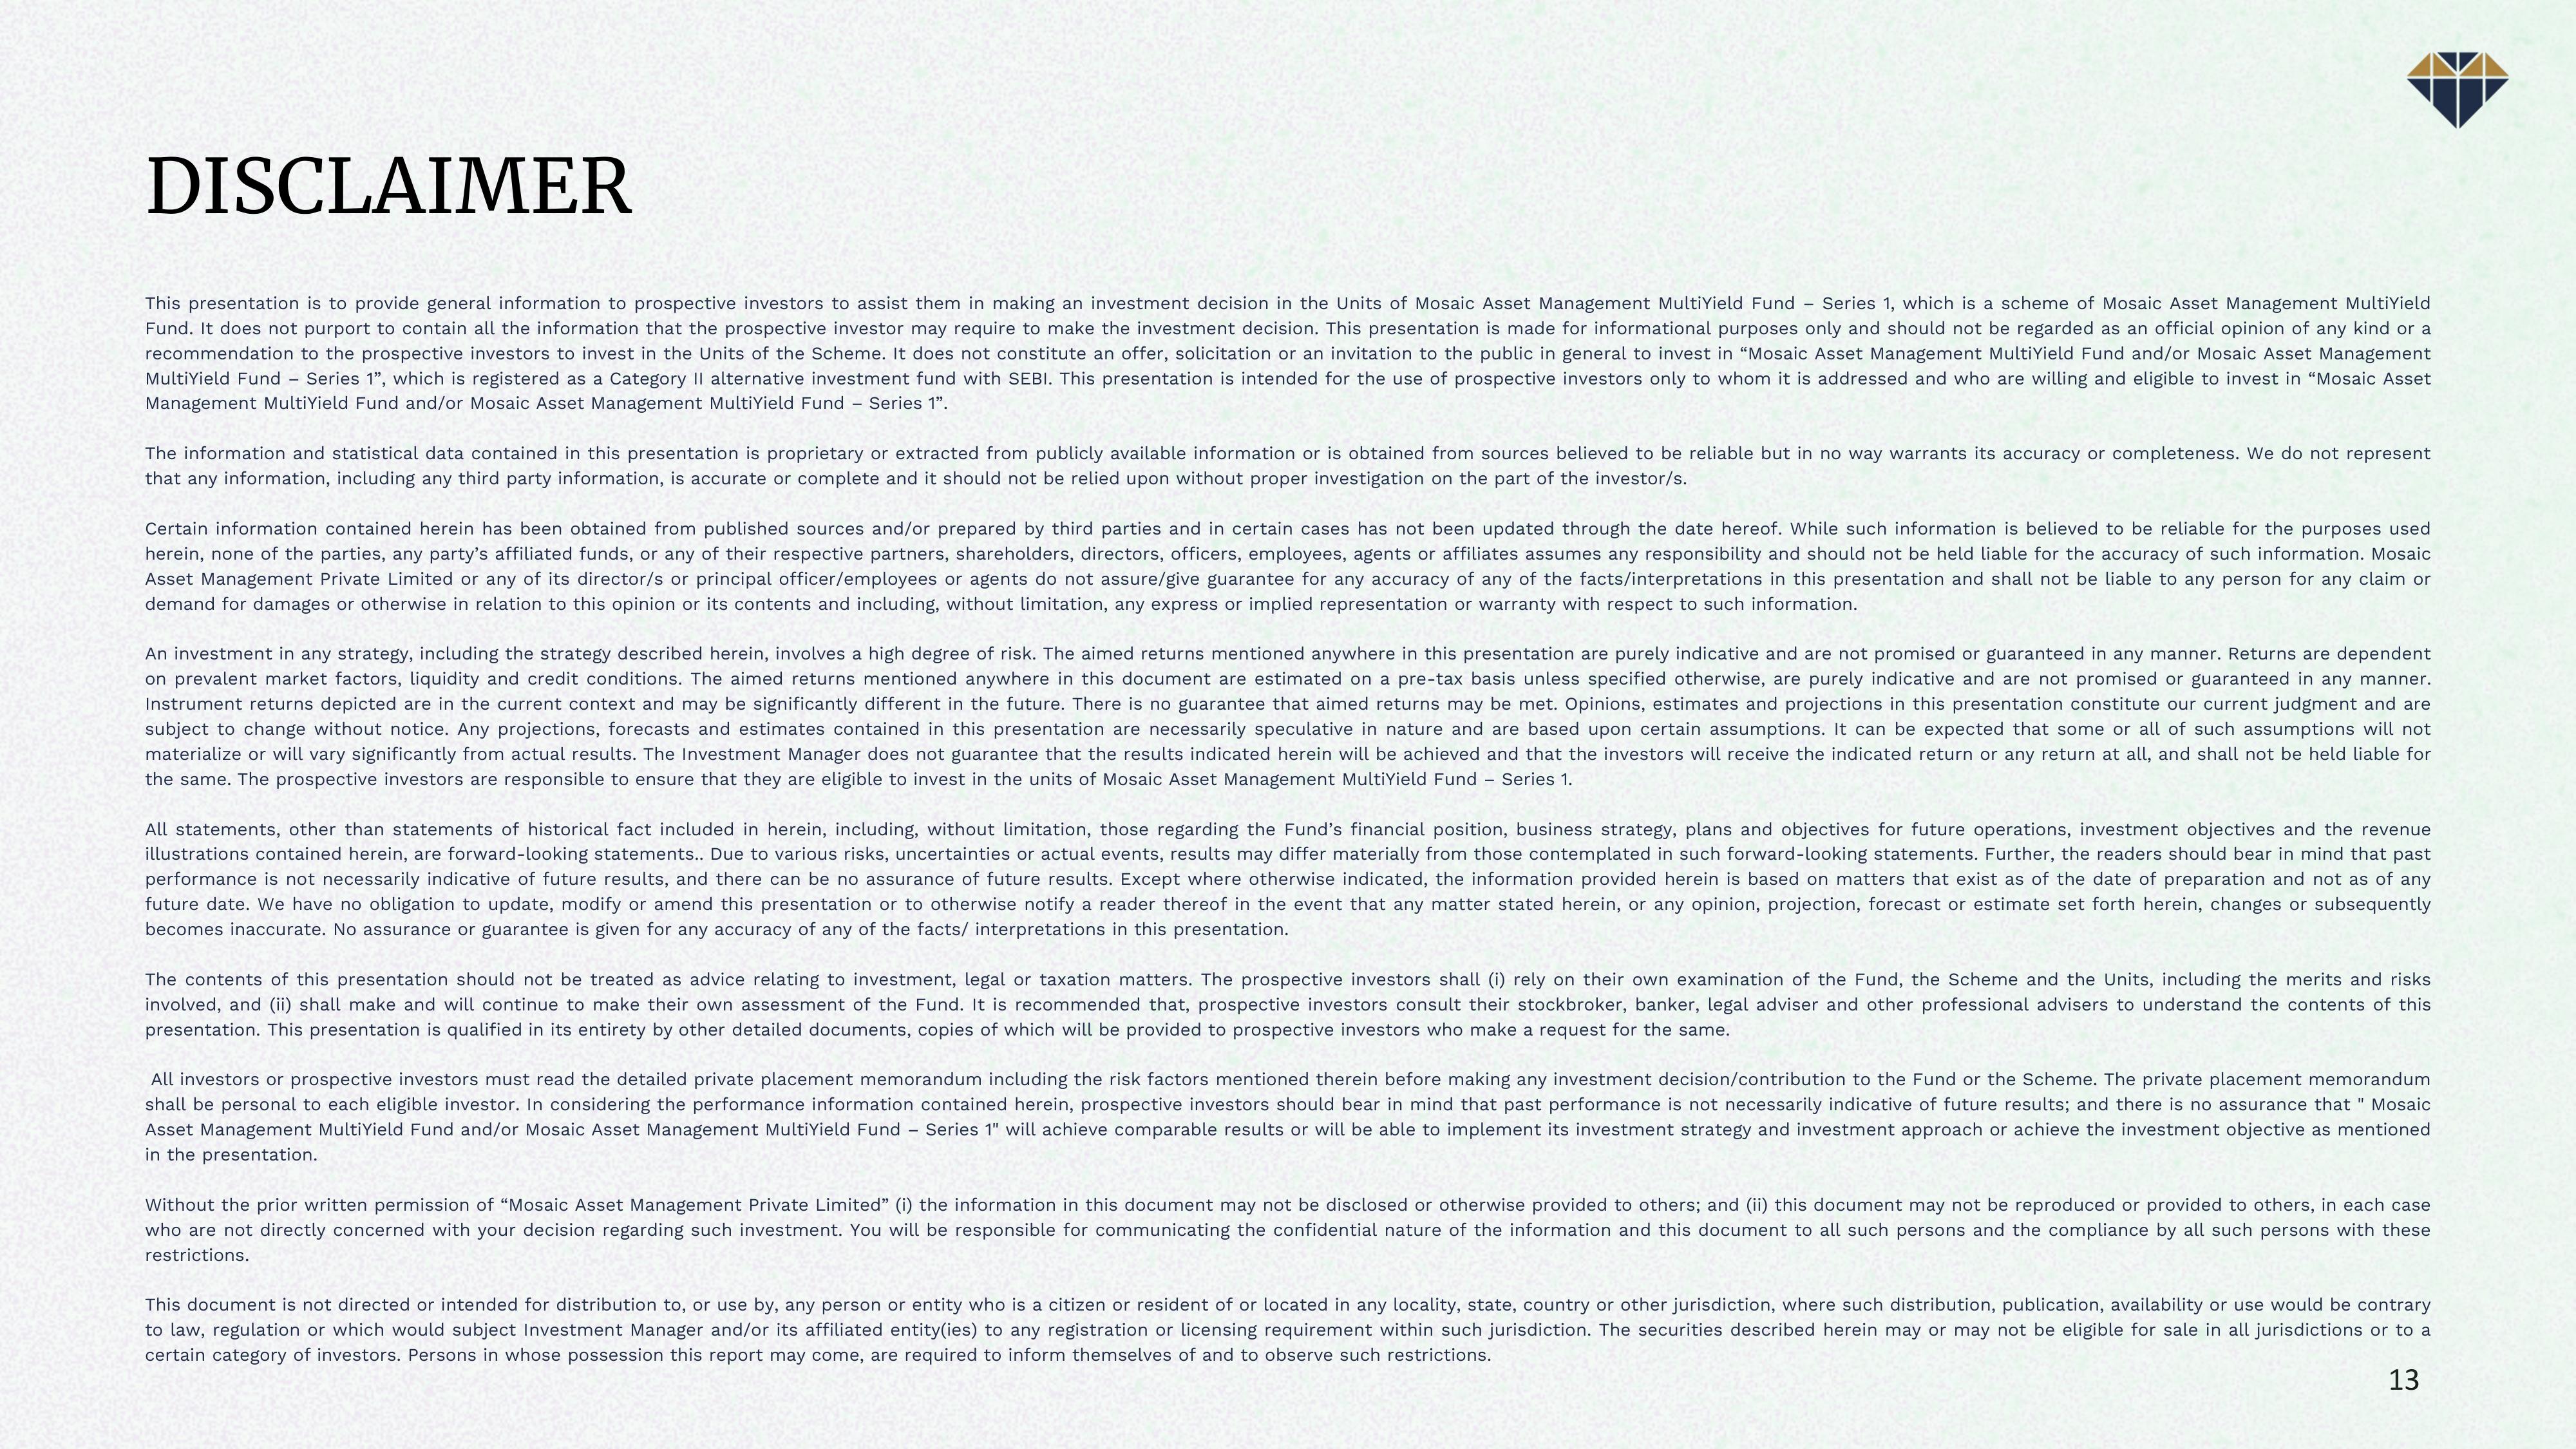 DISCLAIMER
This presentation is to provide general information to prospective investors to assist them in making an investment decision in the Units of Mosaic Asset Management MultiYield Fund – Series 1, which is a scheme of Mosaic Asset Management MultiYield
Fund. It does not purport to contain all the information that the prospective investor may require to make the investment decision. This presentation is made for informational purposes only and should not be regarded as an official opinion of any kind or a
recommendation to the prospective investors to invest in the Units of the Scheme. It does not constitute an offer, solicitation or an invitation to the public in general to invest in “Mosaic Asset Management MultiYield Fund and/or Mosaic Asset Management
MultiYield Fund – Series 1”, which is registered as a Category II alternative investment fund with SEBI. This presentation is intended for the use of prospective investors only to whom it is addressed and who are willing and eligible to invest in “Mosaic Asset
Management MultiYield Fund and/or Mosaic Asset Management MultiYield Fund – Series 1”.
The information and statistical data contained in this presentation is proprietary or extracted from publicly available information or is obtained from sources believed to be reliable but in no way warrants its accuracy or completeness. We do not represent
that any information, including any third party information, is accurate or complete and it should not be relied upon without proper investigation on the part of the investor/s.
Certain information contained herein has been obtained from published sources and/or prepared by third parties and in certain cases has not been updated through the date hereof. While such information is believed to be reliable for the purposes used
herein, none of the parties, any party’s affiliated funds, or any of their respective partners, shareholders, directors, officers, employees, agents or affiliates assumes any responsibility and should not be held liable for the accuracy of such information. Mosaic
Asset Management Private Limited or any of its director/s or principal officer/employees or agents do not assure/give guarantee for any accuracy of any of the facts/interpretations in this presentation and shall not be liable to any person for any claim or
demand for damages or otherwise in relation to this opinion or its contents and including, without limitation, any express or implied representation or warranty with respect to such information.
An investment in any strategy, including the strategy described herein, involves a high degree of risk. The aimed returns mentioned anywhere in this presentation are purely indicative and are not promised or guaranteed in any manner. Returns are dependent
on prevalent market factors, liquidity and credit conditions. The aimed returns mentioned anywhere in this document are estimated on a pre-tax basis unless specified otherwise, are purely indicative and are not promised or guaranteed in any manner.
Instrument returns depicted are in the current context and may be significantly different in the future. There is no guarantee that aimed returns may be met. Opinions, estimates and projections in this presentation constitute our current judgment and are
subject to change without notice. Any projections, forecasts and estimates contained in this presentation are necessarily speculative in nature and are based upon certain assumptions. It can be expected that some or all of such assumptions will not
materialize or will vary significantly from actual results. The Investment Manager does not guarantee that the results indicated herein will be achieved and that the investors will receive the indicated return or any return at all, and shall not be held liable for
the same. The prospective investors are responsible to ensure that they are eligible to invest in the units of Mosaic Asset Management MultiYield Fund – Series 1.
All statements, other than statements of historical fact included in herein, including, without limitation, those regarding the Fund’s financial position, business strategy, plans and objectives for future operations, investment objectives and the revenue
illustrations contained herein, are forward-looking statements.. Due to various risks, uncertainties or actual events, results may differ materially from those contemplated in such forward-looking statements. Further, the readers should bear in mind that past
performance is not necessarily indicative of future results, and there can be no assurance of future results. Except where otherwise indicated, the information provided herein is based on matters that exist as of the date of preparation and not as of any
future date. We have no obligation to update, modify or amend this presentation or to otherwise notify a reader thereof in the event that any matter stated herein, or any opinion, projection, forecast or estimate set forth herein, changes or subsequently
becomes inaccurate. No assurance or guarantee is given for any accuracy of any of the facts/ interpretations in this presentation.
The contents of this presentation should not be treated as advice relating to investment, legal or taxation matters. The prospective investors shall (i) rely on their own examination of the Fund, the Scheme and the Units, including the merits and risks
involved, and (ii) shall make and will continue to make their own assessment of the Fund. It is recommended that, prospective investors consult their stockbroker, banker, legal adviser and other professional advisers to understand the contents of this
presentation. This presentation is qualified in its entirety by other detailed documents, copies of which will be provided to prospective investors who make a request for the same.
All investors or prospective investors must read the detailed private placement memorandum including the risk factors mentioned therein before making any investment decision/contribution to the Fund or the Scheme. The private placement memorandum
shall be personal to each eligible investor. In considering the performance information contained herein, prospective investors should bear in mind that past performance is not necessarily indicative of future results; and there is no assurance that " Mosaic
Asset Management MultiYield Fund and/or Mosaic Asset Management MultiYield Fund – Series 1" will achieve comparable results or will be able to implement its investment strategy and investment approach or achieve the investment objective as mentioned
in the presentation.
Without the prior written permission of “Mosaic Asset Management Private Limited” (i) the information in this document may not be disclosed or otherwise provided to others; and (ii) this document may not be reproduced or provided to others, in each case
who are not directly concerned with your decision regarding such investment. You will be responsible for communicating the confidential nature of the information and this document to all such persons and the compliance by all such persons with these
restrictions.
This document is not directed or intended for distribution to, or use by, any person or entity who is a citizen or resident of or located in any locality, state, country or other jurisdiction, where such distribution, publication, availability or use would be contrary
to law, regulation or which would subject Investment Manager and/or its affiliated entity(ies) to any registration or licensing requirement within such jurisdiction. The securities described herein may or may not be eligible for sale in all jurisdictions or to a
certain category of investors. Persons in whose possession this report may come, are required to inform themselves of and to observe such restrictions.
13